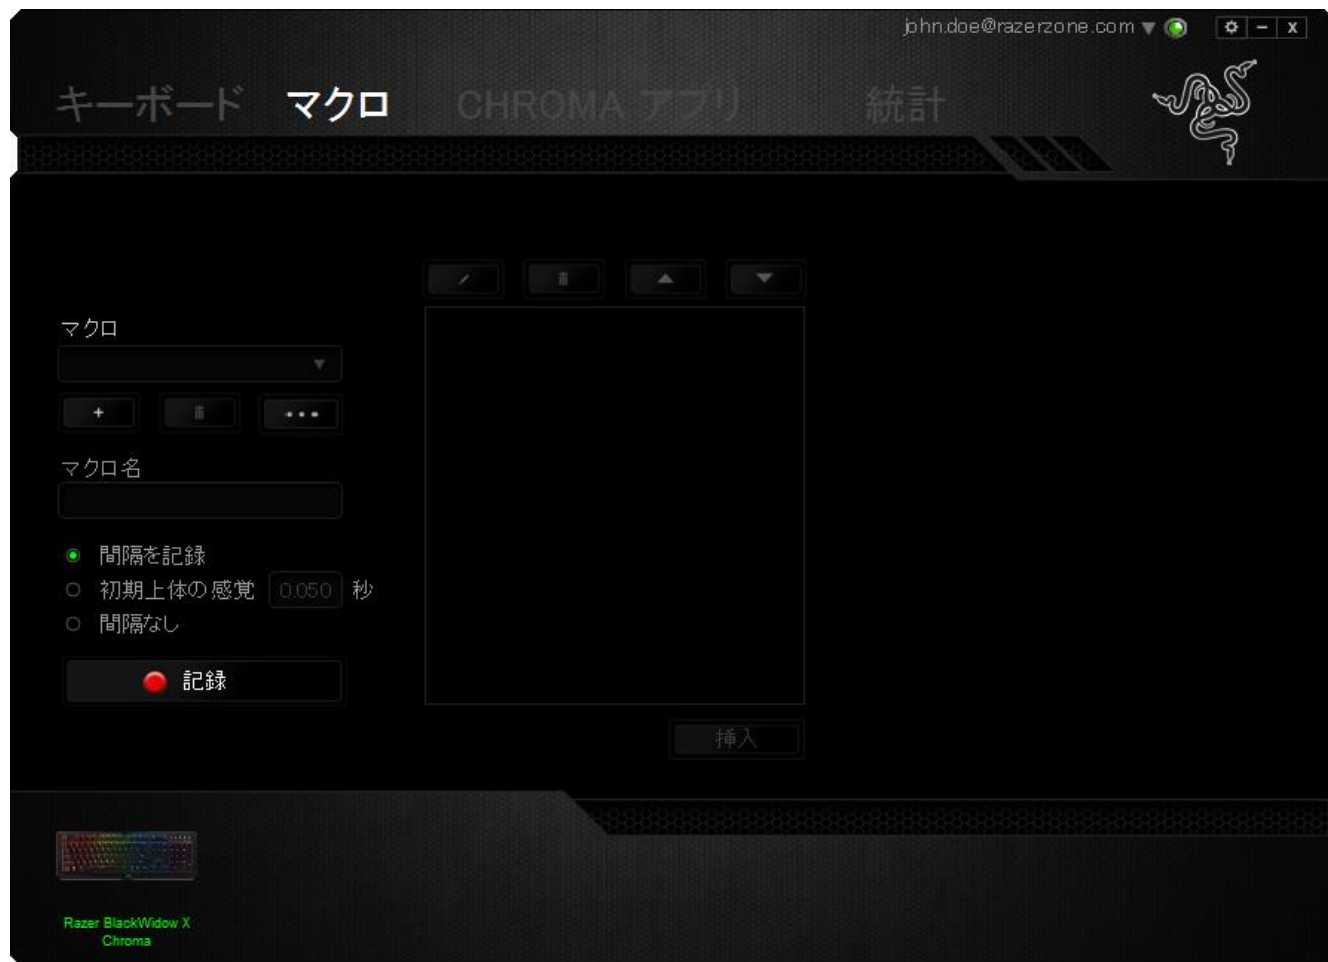 john.doe@razerzone.com
キーボード マクロ CHROMA アプリ 統計
マクロ
マクロ名
間隔を記録
初期上体の感覚 0.050 秒
間隔なし
記録
挿入
Razer BlackWidow X
Chroma